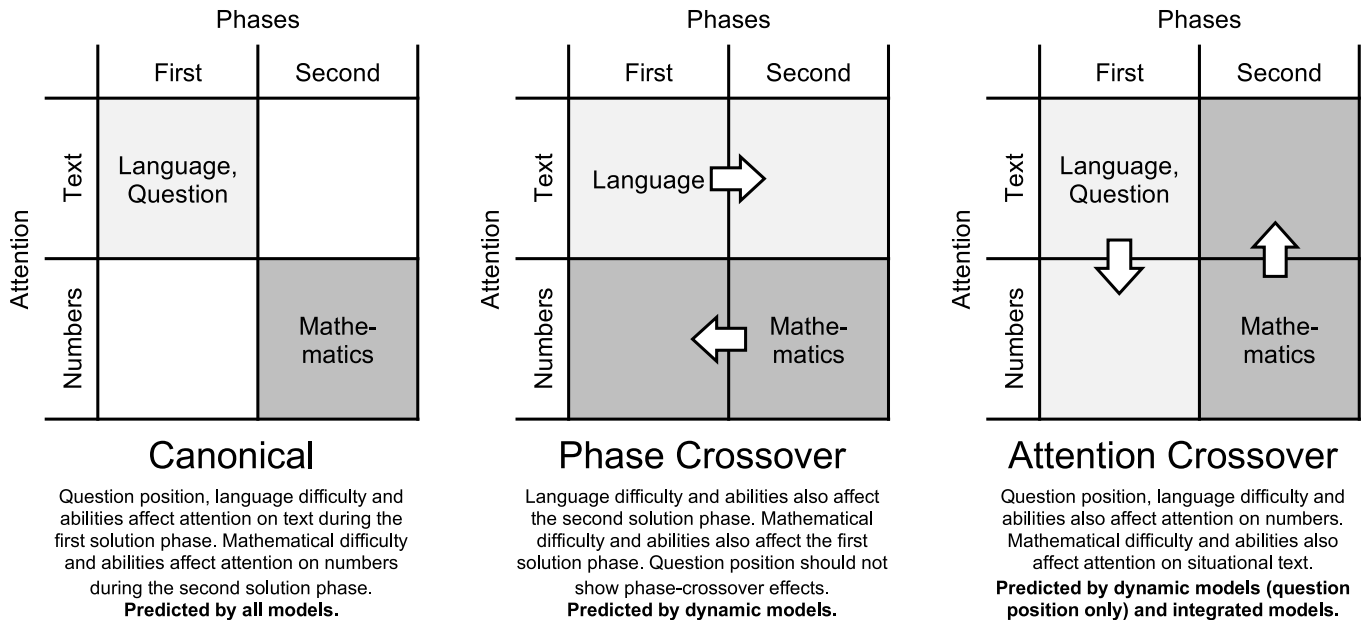 Phases
First
Second
Attention
Text
Language,
Question
Numbers
Mathe-
matics
Canonical
Question position, language difficulty and
abilities affect attention on text during the
first solution phase. Mathematical difficulty
and abilities affect attention on numbers
during the second solution phase.
Predicted by all models.
Phases
First
Second
Attention
Text
Language
Numbers
Mathe-
matics
Phase Crossover
Language difficulty and abilities also affect
the second solution phase. Mathematical
difficulty and abilities also affect the first
solution phase. Question position should not
show phase-crossover effects.
Predicted by dynamic models.
Phases
First
Second
Attention
Text
Language,
Question
Numbers
Mathe-
matics
Attention Crossover
Question position, language difficulty and
abilities also affect attention on numbers.
Mathematical difficulty and abilities also
affect attention on situational text.
Predicted by dynamic models (question
position only) and integrated models.